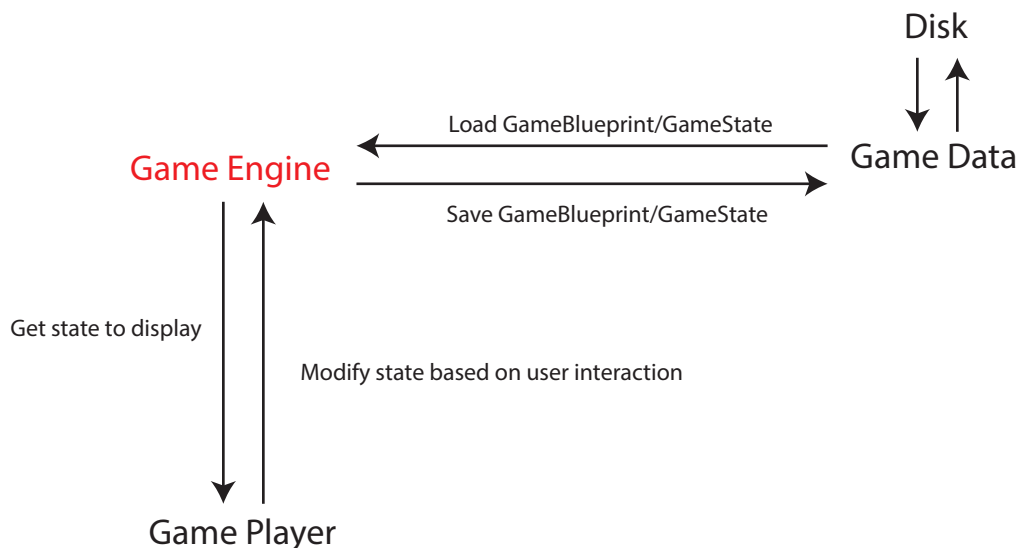 Disk
Load GameBlueprint/GameState
Game Data
Game Engine
Save GameBlueprint/GameState
Get state to display
Modify state based on user interaction
Game Player